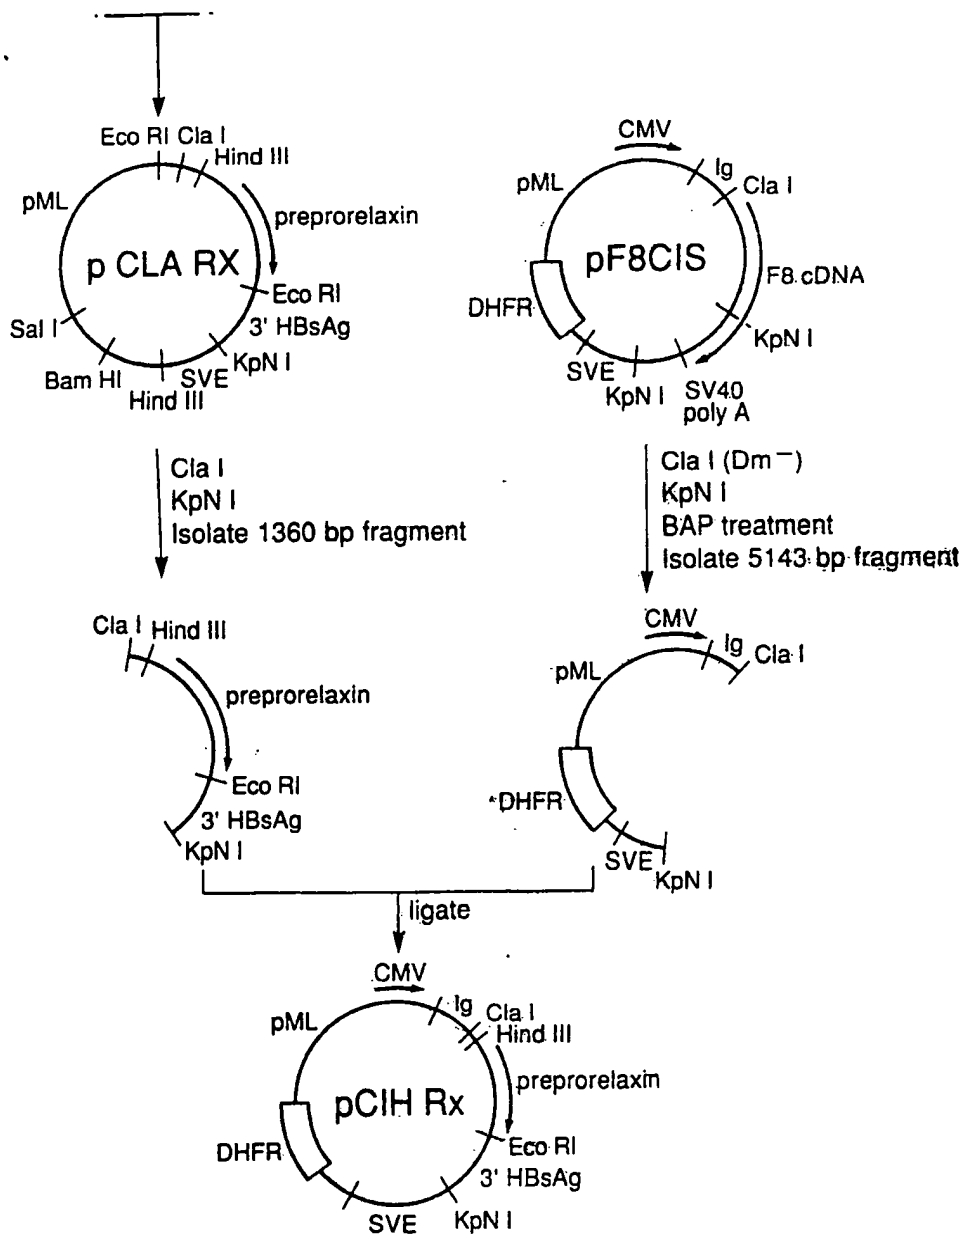 Eco RI Cla I
Hind III
pML
preprorelaxin
p CLA RX
Eco RI
3' HBsAg
Sal I
KpN I
Bam HI
SVE
Hind III
CMV
Ig
Cla I
pML
pF8CIS
F8 cDNA
DHFR
KpN I
SVE
KpN I
SV40
poly A
Cla I
KpN I
Isolate 1360 bp fragment
Cla I (Dm–)
KpN I
BAP treatment
Isolate 5143 bp fragment
Cla I Hind III
preprorelaxin
Eco RI
3' HBsAg
KpN I
CMV
Ig
Cla I
pML
DHFR
SVE
KpN I
ligate
CMV
Ig
Cla I
Hind III
pML
preprorelaxin
pCIH Rx
Eco RI
DHFR
3' HBsAg
SVE
KpN I